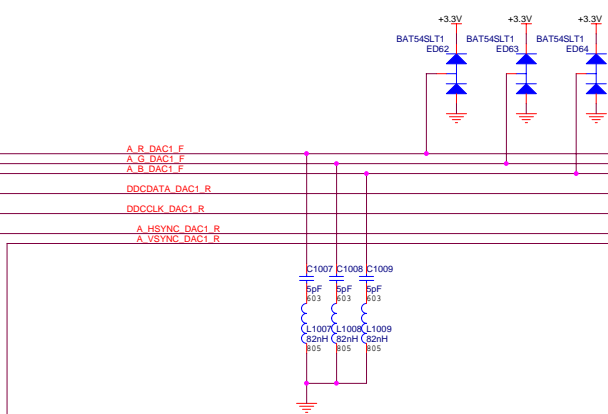 +3.3V +3.3V +3.3V
BAT54SLT1 BAT54SLT1 BAT54SLT1
ED62 ED63 ED64
A_R_DAC1_F
A_G_DAC1_F
A_B_DAC1_F
DDCDATA_DAC1_R
DDCCLK_DAC1_R
A_HSYNC_DAC1_R
A_VSYNC_DAC1_R
C1007 C1008 C1009
5pF 5pF 5pF
603 603 603
L1007 L1008 L1009
82nH 82nH 82nH
805 805 805